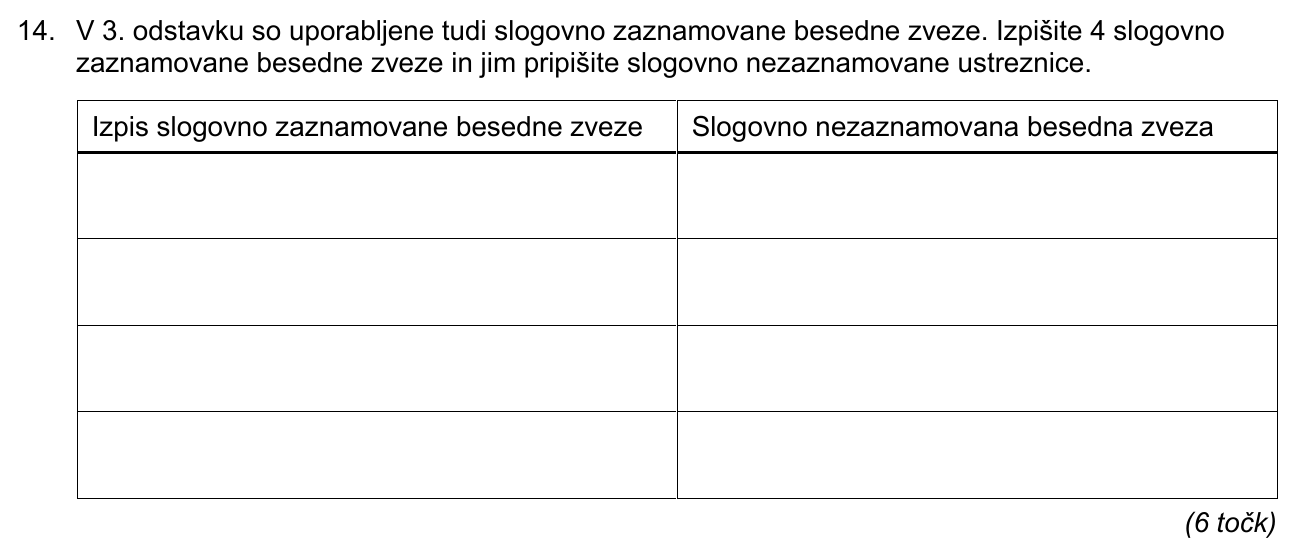 14. V 3. odstavku so uporabljene tudi slogovno zaznamovane besedne zveze. Izpišite 4 slogovno
zaznamovane besedne zveze in jim pripišite slogovno nezaznamovane ustreznice.
Izpis slogovno zaznamovane besedne zveze Slogovno nezaznamovana besedna zveza
(6 točk)